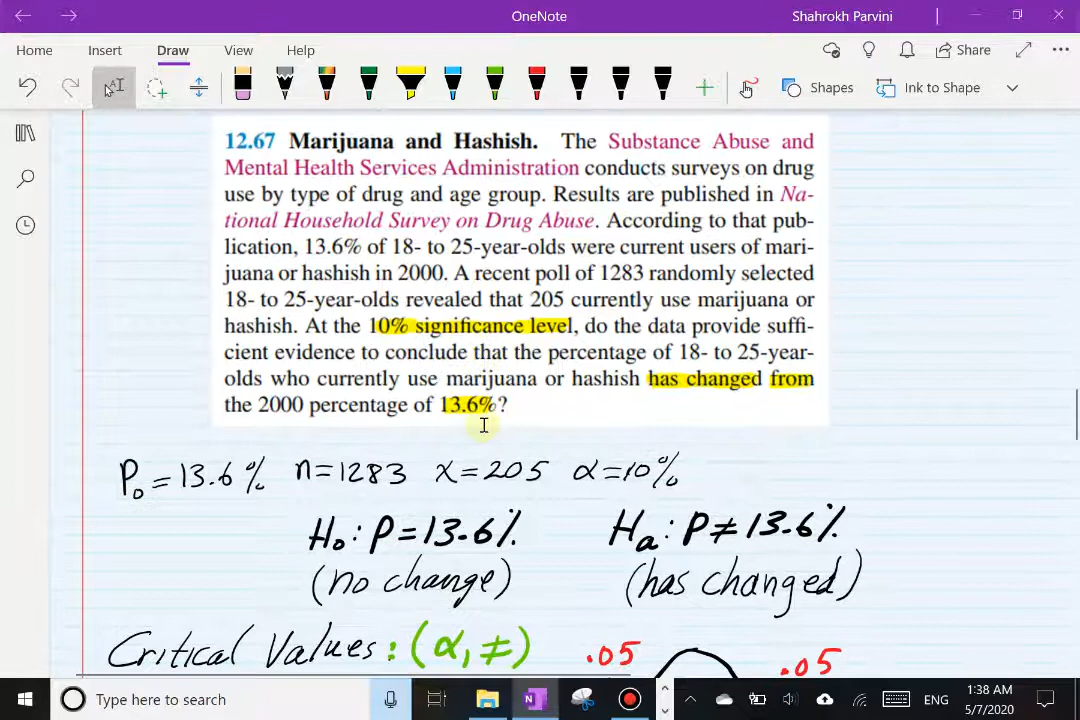 OneNote
Shahrokh Parvini
Home Insert Draw View Help
Share
Shapes
Ink to Shape
12.67 Marijuana and Hashish. The Substance Abuse and
Mental Health Services Administration conducts surveys on drug
use by type of drug and age group. Results are published in Na-
tional Household Survey on Drug Abuse. According to that pub-
lication, 13.6% of 18- to 25-year-olds were current users of mari-
juana or hashish in 2000. A recent poll of 1283 randomly selected
18- to 25-year-olds revealed that 205 currently use marijuana or
hashish. At the 10% significance level, do the data provide suffi-
cient evidence to conclude that the percentage of 18- to 25-year-
olds who currently use marijuana or hashish has changed from
the 2000 percentage of 13.6%?
P₀ = 13.6% n=1283 x=205 α=10%
H₀: P=13.6% Ha: P≠13.6%
(no change) (has changed)
Critical Values: (α, ≠) .05 .05
Type here to search
ENG
1:38 AM
5/7/2020